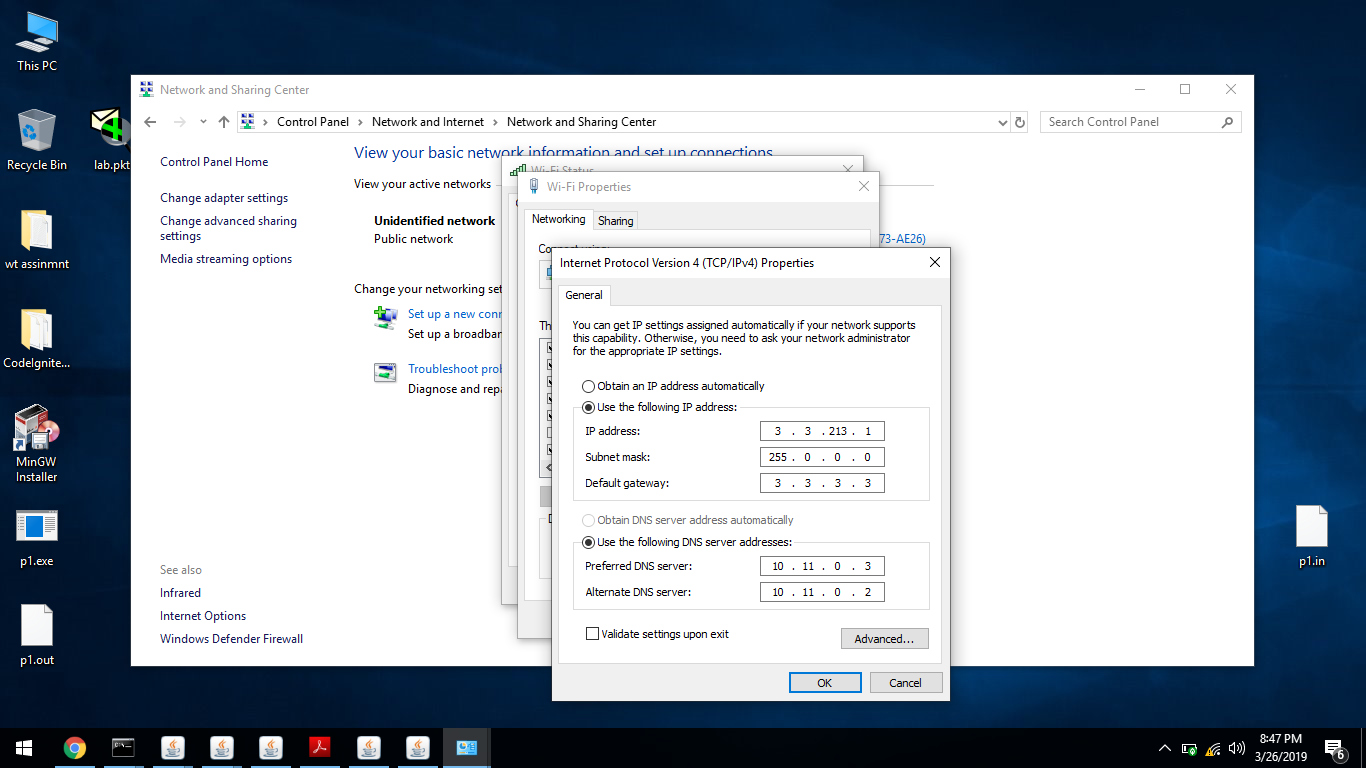 This PC
Recycle Bin
lab.pkt
wt assinmnt
CodeIgnite...
MinGW
Installer
p1.exe
p1.out
p1.in
Network and Sharing Center
Control Panel
Network and Internet
Network and Sharing Center
Search Control Panel
Control Panel Home
Change adapter settings
Change advanced sharing
settings
Media streaming options
See also
Infrared
Internet Options
Windows Defender Firewall
View your basic network information and set up connections
View your active networks
Unidentified network
Public network
73-AE26)
Change your networking set
Set up a new conn
Set up a broadban
Troubleshoot prob
Diagnose and repa
Wi-Fi Status
Wi-Fi Properties
Networking
Sharing
Connect using:
Th
Internet Protocol Version 4 (TCP/IPv4) Properties
General
You can get IP settings assigned automatically if your network supports
this capability. Otherwise, you need to ask your network administrator
for the appropriate IP settings.
Obtain an IP address automatically
Use the following IP address:
IP address: 3 . 3 . 213 . 1
Subnet mask: 255 . 0 . 0 . 0
Default gateway: 3 . 3 . 3 . 3
Obtain DNS server address automatically
Use the following DNS server addresses:
Preferred DNS server: 10 . 11 . 0 . 3
Alternate DNS server: 10 . 11 . 0 . 2
Validate settings upon exit
Advanced...
OK
Cancel
8:47 PM
3/26/2019
6